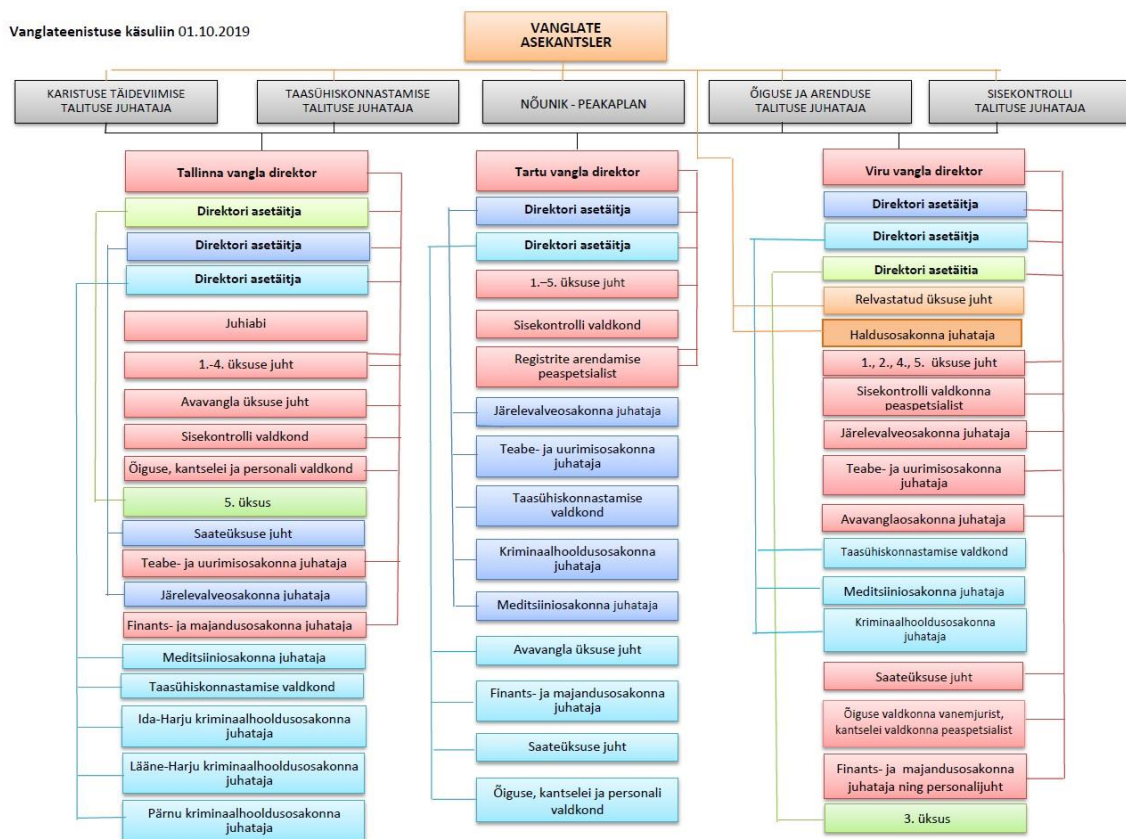 Vanglateenistuse käsuliin 01.10.2019
VANGLATE
ASEKANTSLER
KARISTUSE TÄIDEVIIMISE
TALITUSE JUHATAJA
TAASÜHISKONNASTAMISE
TALITUSE JUHATAJA
NÕUNIK - PEAKAPLAN
ÕIGUSE JA ARENDUSE
TALITUSE JUHATAJA
SISEKONTROLLI
TALITUSE JUHATAJA
Tallinna vangla direktor
Direktori asetäitja
Direktori asetäitja
Direktori asetäitja
Juhiabi
1.-4. üksuse juht
Avavangla üksuse juht
Sisekontrolli valdkond
Õiguse, kantselei ja personali valdkond
5. üksus
Saateüksuse juht
Teabe- ja uurimisosakonna juhataja
Järelevalveosakonna juhataja
Finants- ja majandusosakonna juhataja
Meditsiiniosakonna juhataja
Taasühiskonnastamise valdkond
Ida-Harju kriminaalhooldusosakonna
juhataja
Lääne-Harju kriminaalhooldusosakonna
juhataja
Pärnu kriminaalhooldusosakonna
juhataja
Tartu vangla direktor
Direktori asetäitja
Direktori asetäitja
1.–5. üksuse juht
Sisekontrolli valdkond
Registrite arendamise
peaspetsialist
Järelevalveosakonna juhataja
Teabe- ja uurimisosakonna
juhataja
Taasühiskonnastamise
valdkond
Kriminaalhooldusosakonna
juhataja
Meditsiiniosakonna juhataja
Avavangla üksuse juht
Finants- ja majandusosakonna
juhataja
Saateüksuse juht
Õiguse, kantselei ja personali
valdkond
Viru vangla direktor
Direktori asetäitja
Direktori asetäitja
Direktori asetäitia
Relvastatud üksuse juht
Haldusosakonna juhataja
1., 2., 4., 5. üksuse juht
Sisekontrolli valdkonna
peaspetsialist
Järelevalveosakonna juhataja
Teabe- ja uurimisosakonna
juhataja
Avavanglaosakonna juhataja
Taasühiskonnastamise valdkond
Meditsiiniosakonna juhataja
Kriminaalhooldusosakonna
juhataja
Saateüksuse juht
Õiguse valdkonna vanemjurist,
kantselei valdkonna peaspetsialist
Finants- ja majandusosakonna
juhataja ning personalijuht
3. üksus